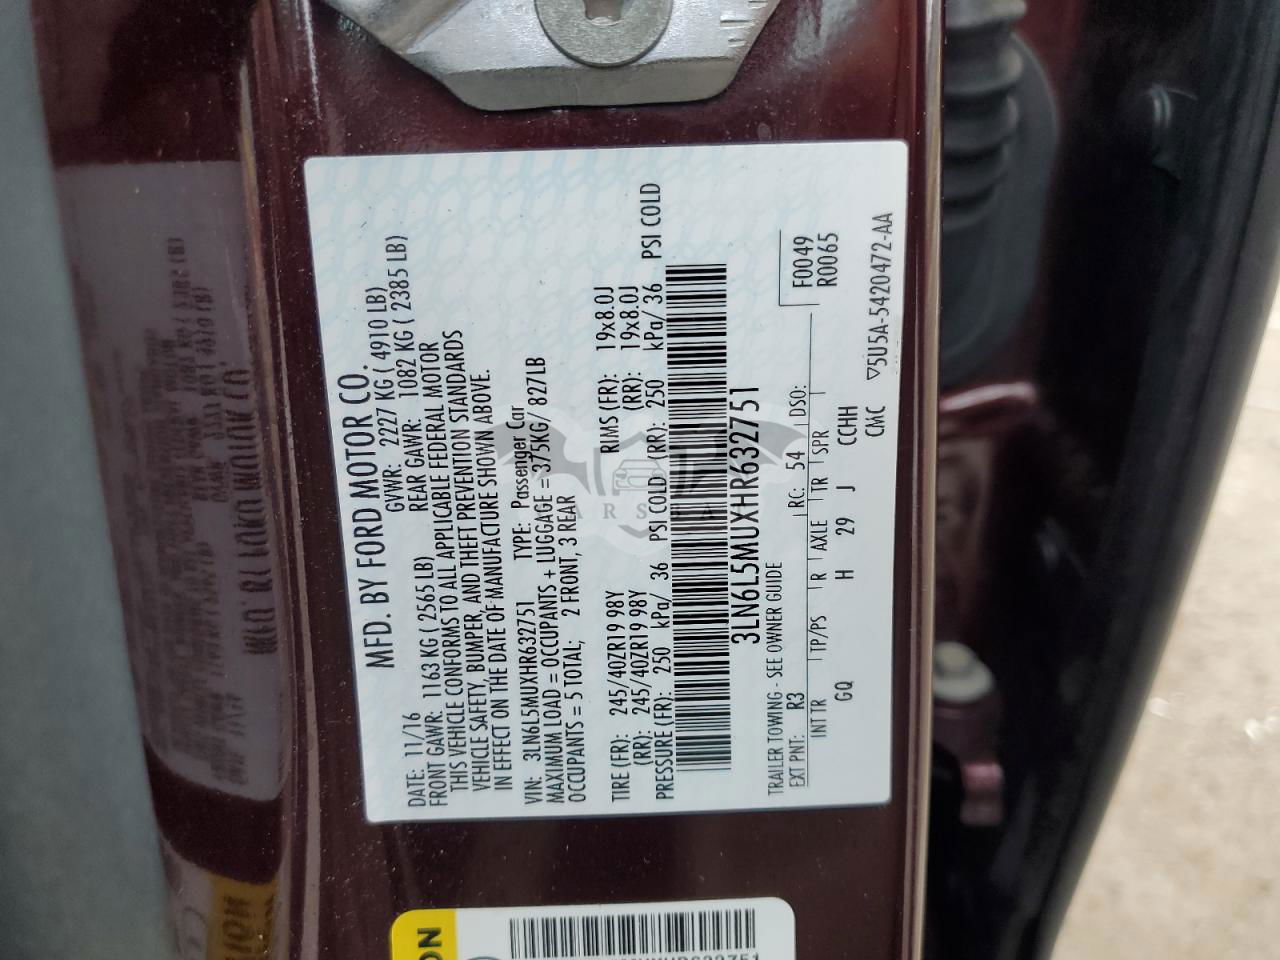 MFD. BY FORD MOTOR CO.
DATE: 11/16 GVWR: 2227 KG ( 4910 LB)
FRONT GAWR: 1163 KG ( 2565 LB) REAR GAWR: 1082 KG ( 2385 LB)
THIS VEHICLE CONFORMS TO ALL APPLICABLE FEDERAL MOTOR
VEHICLE SAFETY, BUMPER, AND THEFT PREVENTION STANDARDS
IN EFFECT ON THE DATE OF MANUFACTURE SHOWN ABOVE.
VIN: 3LN6L5MUXHR632751 TYPE: Passenger Car
MAXIMUM LOAD = OCCUPANTS + LUGGAGE = 375KG/ 827LB
OCCUPANTS = 5 TOTAL; 2 FRONT, 3 REAR
TIRE (FR): 245/40ZR19 98Y RIMS (FR): 19x8.0J
(RR): 245/40ZR19 98Y (RR): 19x8.0J
PRESSURE (FR): 250 kPa/ 36 PSI COLD (RR): 250 kPa/ 36 PSI COLD
3LN6L5MUXHR632751
TRAILER TOWING - SEE OWNER GUIDE
F0049
R0065
EXT PNT: R3 RC: 54 DSO:
INT TR TP/PS R AXLE TR SPR
GQ H 29 J CCHH
CMC
▽5U5A-5420472-AA
ON